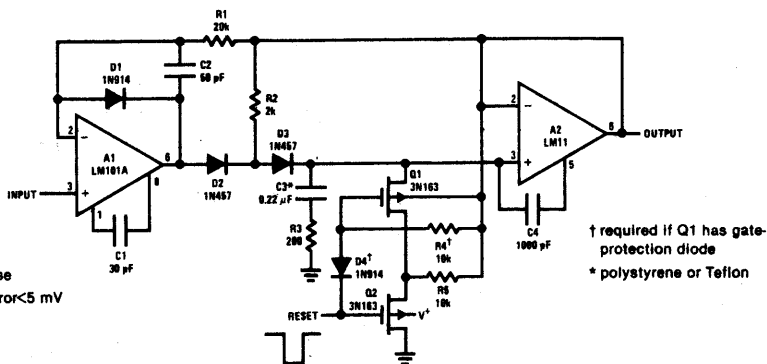 R1
20k
D1
1N914
C2
50 pF
R2
2k
2
6
A1
LM101A
INPUT
3
1
8
C1
30 pF
D2
1N457
D3
1N457
C3*
0.22 µF
R3
200
Q1
3N163
R4†
10k
D4†
1N914
R5
10k
Q2
3N163
V+
RESET
2
A2
LM11
6
OUTPUT
3
5
C4
1000 pF
† required if Q1 has gate-
protection diode
* polystyrene or Teflon
se
ror<5 mV